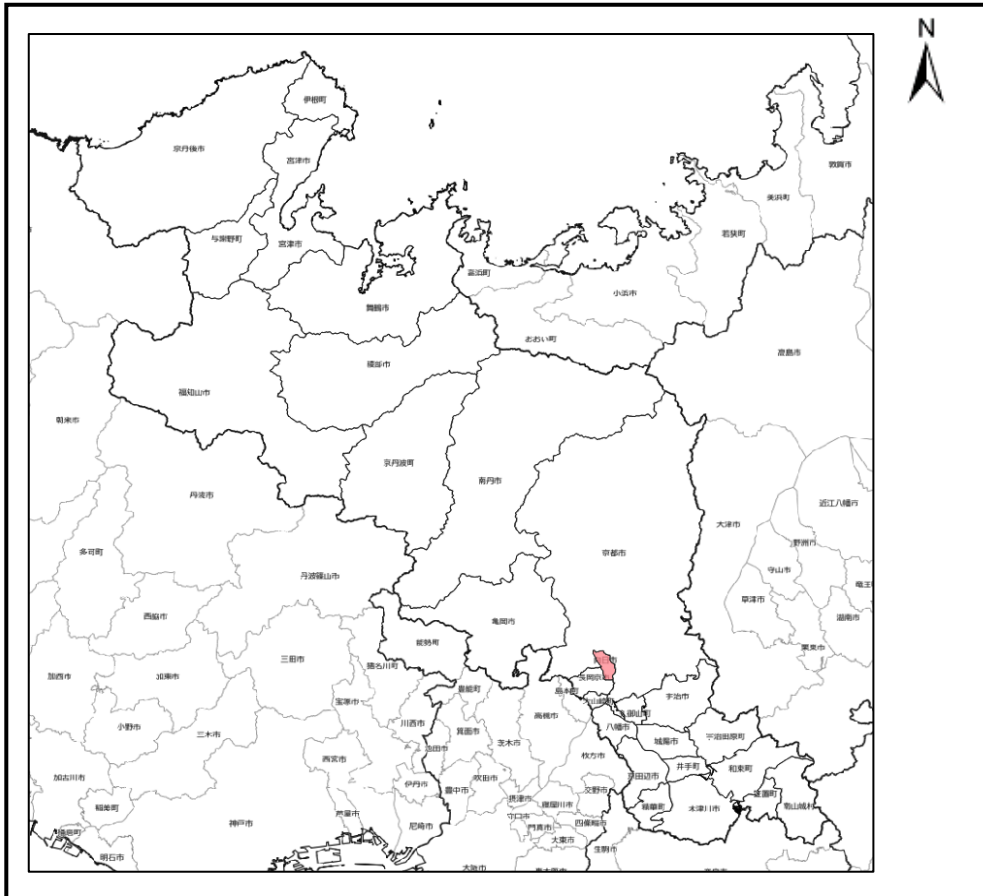 N
伊根町
京丹後市
宮津市
敦賀市
美浜町
与謝野町
宮津市
若狭町
高浜町
小浜市
舞鶴市
おおい町
高島市
綾部市
福知山市
朝来市
京丹波町
南丹市
丹波市
近江八幡市
大津市
野洲市
多可町
京都市
守山市
丹波篠山市
竜王
草津市
湖南市
西脇市
亀岡市
能勢町
栗東市
三田市
猪名川町
加西市
加東市
豊能町
島本町
宇治市
宝塚市
小野市
川西市
高槻市
久御山町
三木市
箕面市
茨木市
八幡市
城陽市
宇治田原町
西宮市
枚方市
井手町
和束町
加古川市
伊丹市
吹田市
京田辺市
豊中市
交野市
笠置町
稲美町
摂津市
寝屋川市
精華町
木津川市
南山城村
芦屋市
守口市
神戸市
尼崎市
門真市
四條畷市
大東市
生駒市
明石市